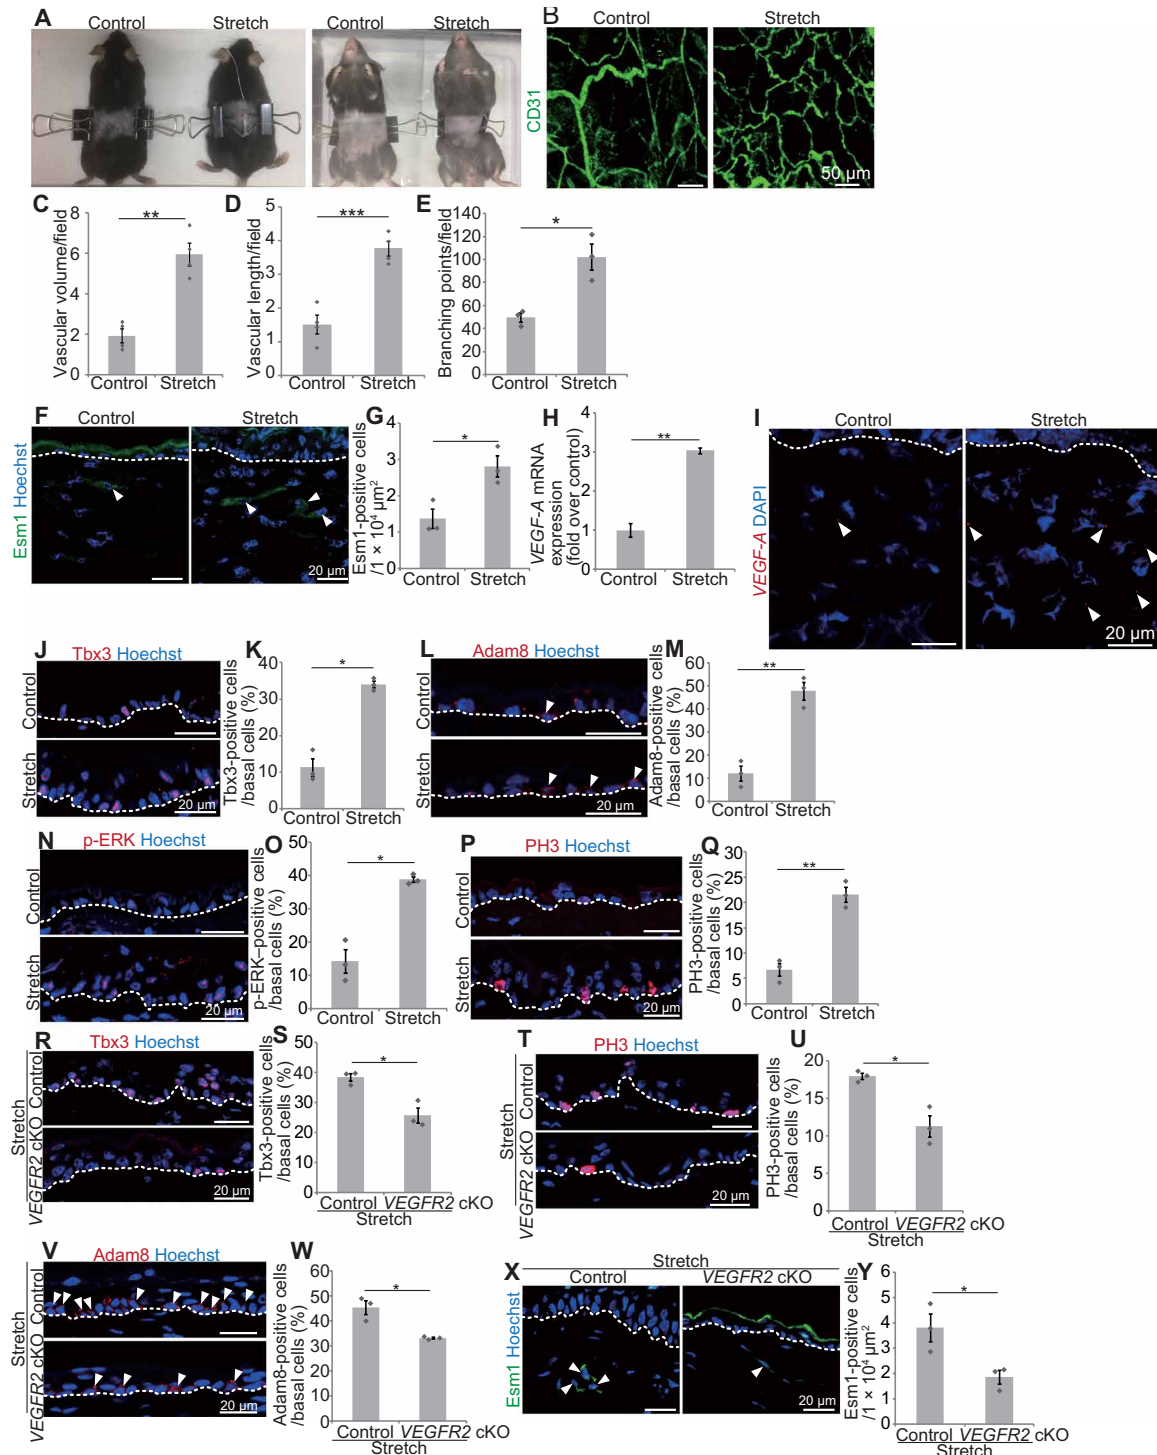 A
Control
Stretch
Control
Stretch
B
Control
Stretch
CD31
50 µm
C
Vascular volume/field
8
6
4
2
0
**
Control
Stretch
D
Vascular length/field
5
4
3
2
1
0
***
Control
Stretch
E
Branching points/field
140
120
100
80
60
40
20
0
*
Control
Stretch
F
Control
Stretch
Esm1 Hoechst
20 µm
G
Esm1-positive cells
/1 × 10⁴ µm²
4
3
2
1
0
*
Control
Stretch
H
VEGF-A mRNA
expression
(fold over control)
4
3
2
1
0
**
Control
Stretch
I
Control
Stretch
VEGF-A DAPI
20 µm
J
Tbx3 Hoechst
Control
Stretch
20 µm
K
Tbx3-positive cells
/basal cells (%)
40
30
20
10
0
*
Control
Stretch
L
Adam8 Hoechst
Control
Stretch
20 µm
M
Adam8-positive cells
/basal cells (%)
60
50
40
30
20
10
0
**
Control
Stretch
N
p-ERK Hoechst
Control
Stretch
20 µm
O
p-ERK–positive cells
/basal cells (%)
50
40
30
20
10
0
*
Control
Stretch
P
PH3 Hoechst
Control
Stretch
20 µm
Q
PH3-positive cells
/basal cells (%)
30
25
20
15
10
5
0
**
Control
Stretch
R
Tbx3 Hoechst
Stretch
Control
VEGFR2 cKO
20 µm
S
Tbx3-positive cells
/basal cells (%)
50
40
30
20
10
0
*
Control VEGFR2 cKO
Stretch
T
PH3 Hoechst
Stretch
Control
VEGFR2 cKO
20 µm
U
PH3-positive cells
/basal cells (%)
20
15
10
5
0
*
Control VEGFR2 cKO
Stretch
V
Adam8 Hoechst
Stretch
Control
VEGFR2 cKO
20 µm
W
Adam8-positive cells
/basal cells (%)
60
50
40
30
20
10
0
*
Control VEGFR2 cKO
Stretch
X
Stretch
Control
VEGFR2 cKO
Esm1 Hoechst
20 µm
Y
Esm1-positive cells
/1 × 10⁴ µm²
6
5
4
3
2
1
0
*
Control VEGFR2 cKO
Stretch